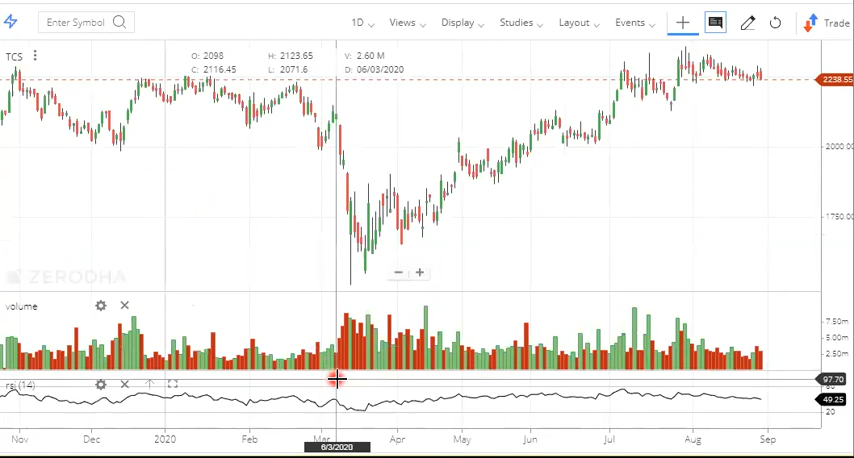 Enter Symbol
1D Views Display Studies Layout Events Trade
TCS
O: 2098 H: 2123.65 V: 2.60 M
C: 2116.45 L: 2071.6 D: 06/03/2020
2238.55
2000.00
1750.00
ZERODHA
volume
7.50m
5.00m
2.50m
97.70
rsi (14)
49.25
20
Nov Dec 2020 Feb Mar Apr May Jun Jul Aug Sep
6/3/2020